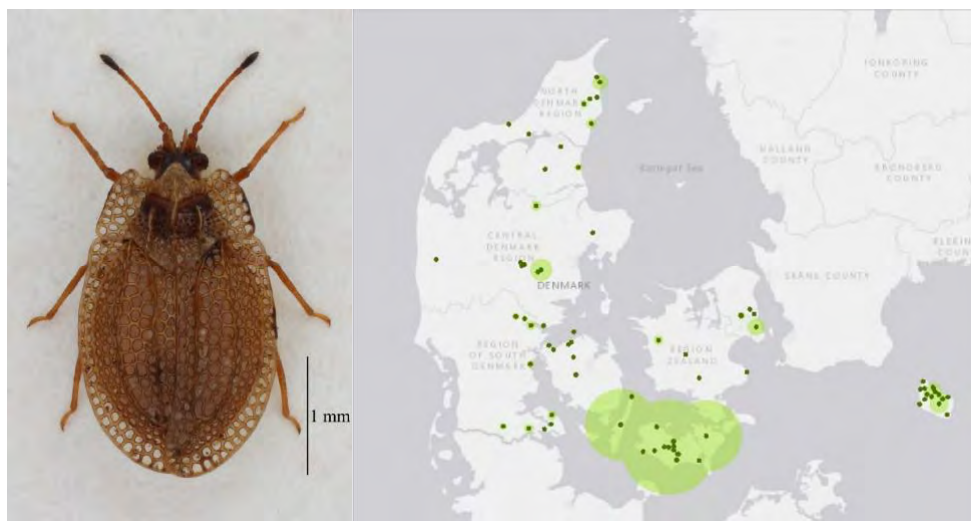 1 mm
NORTH
DENMARK
REGION
Kattegat Sea
CENTRAL
DENMARK
REGION
DENMARK
REGION
OF SOUTH
DENMARK
REGION
ZEALAND
JONKOPING
COUNTY
HALLAND
COUNTY
KRONOBERG
COUNTY
SKANE COUNTY